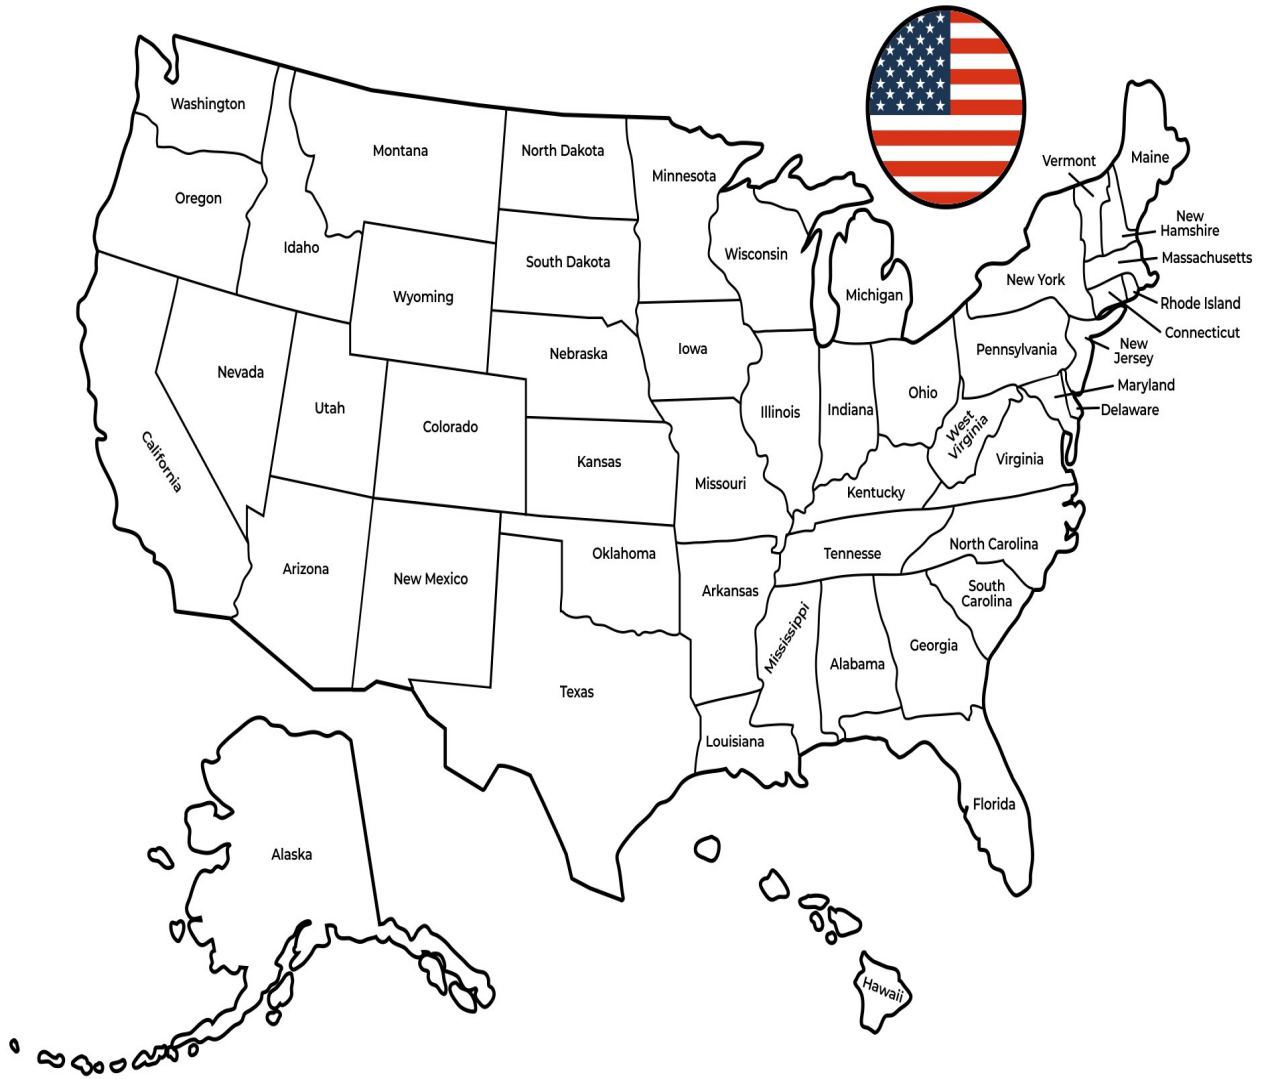 Washington
Montana
North Dakota
Minnesota
Vermont
Maine
Oregon
Idaho
Wyoming
South Dakota
Wisconsin
Michigan
New York
New
Hamshire
Massachusetts
Rhode Island
Connecticut
New
Jersey
Maryland
Delaware
Nevada
Utah
Colorado
Nebraska
Iowa
Illinois
Indiana
Ohio
Pennsylvania
West
Virginia
Virginia
California
Kansas
Missouri
Kentucky
Arizona
New Mexico
Oklahoma
Arkansas
Tennesse
North Carolina
South
Carolina
Mississippi
Alabama
Georgia
Texas
Louisiana
Florida
Alaska
Hawaii